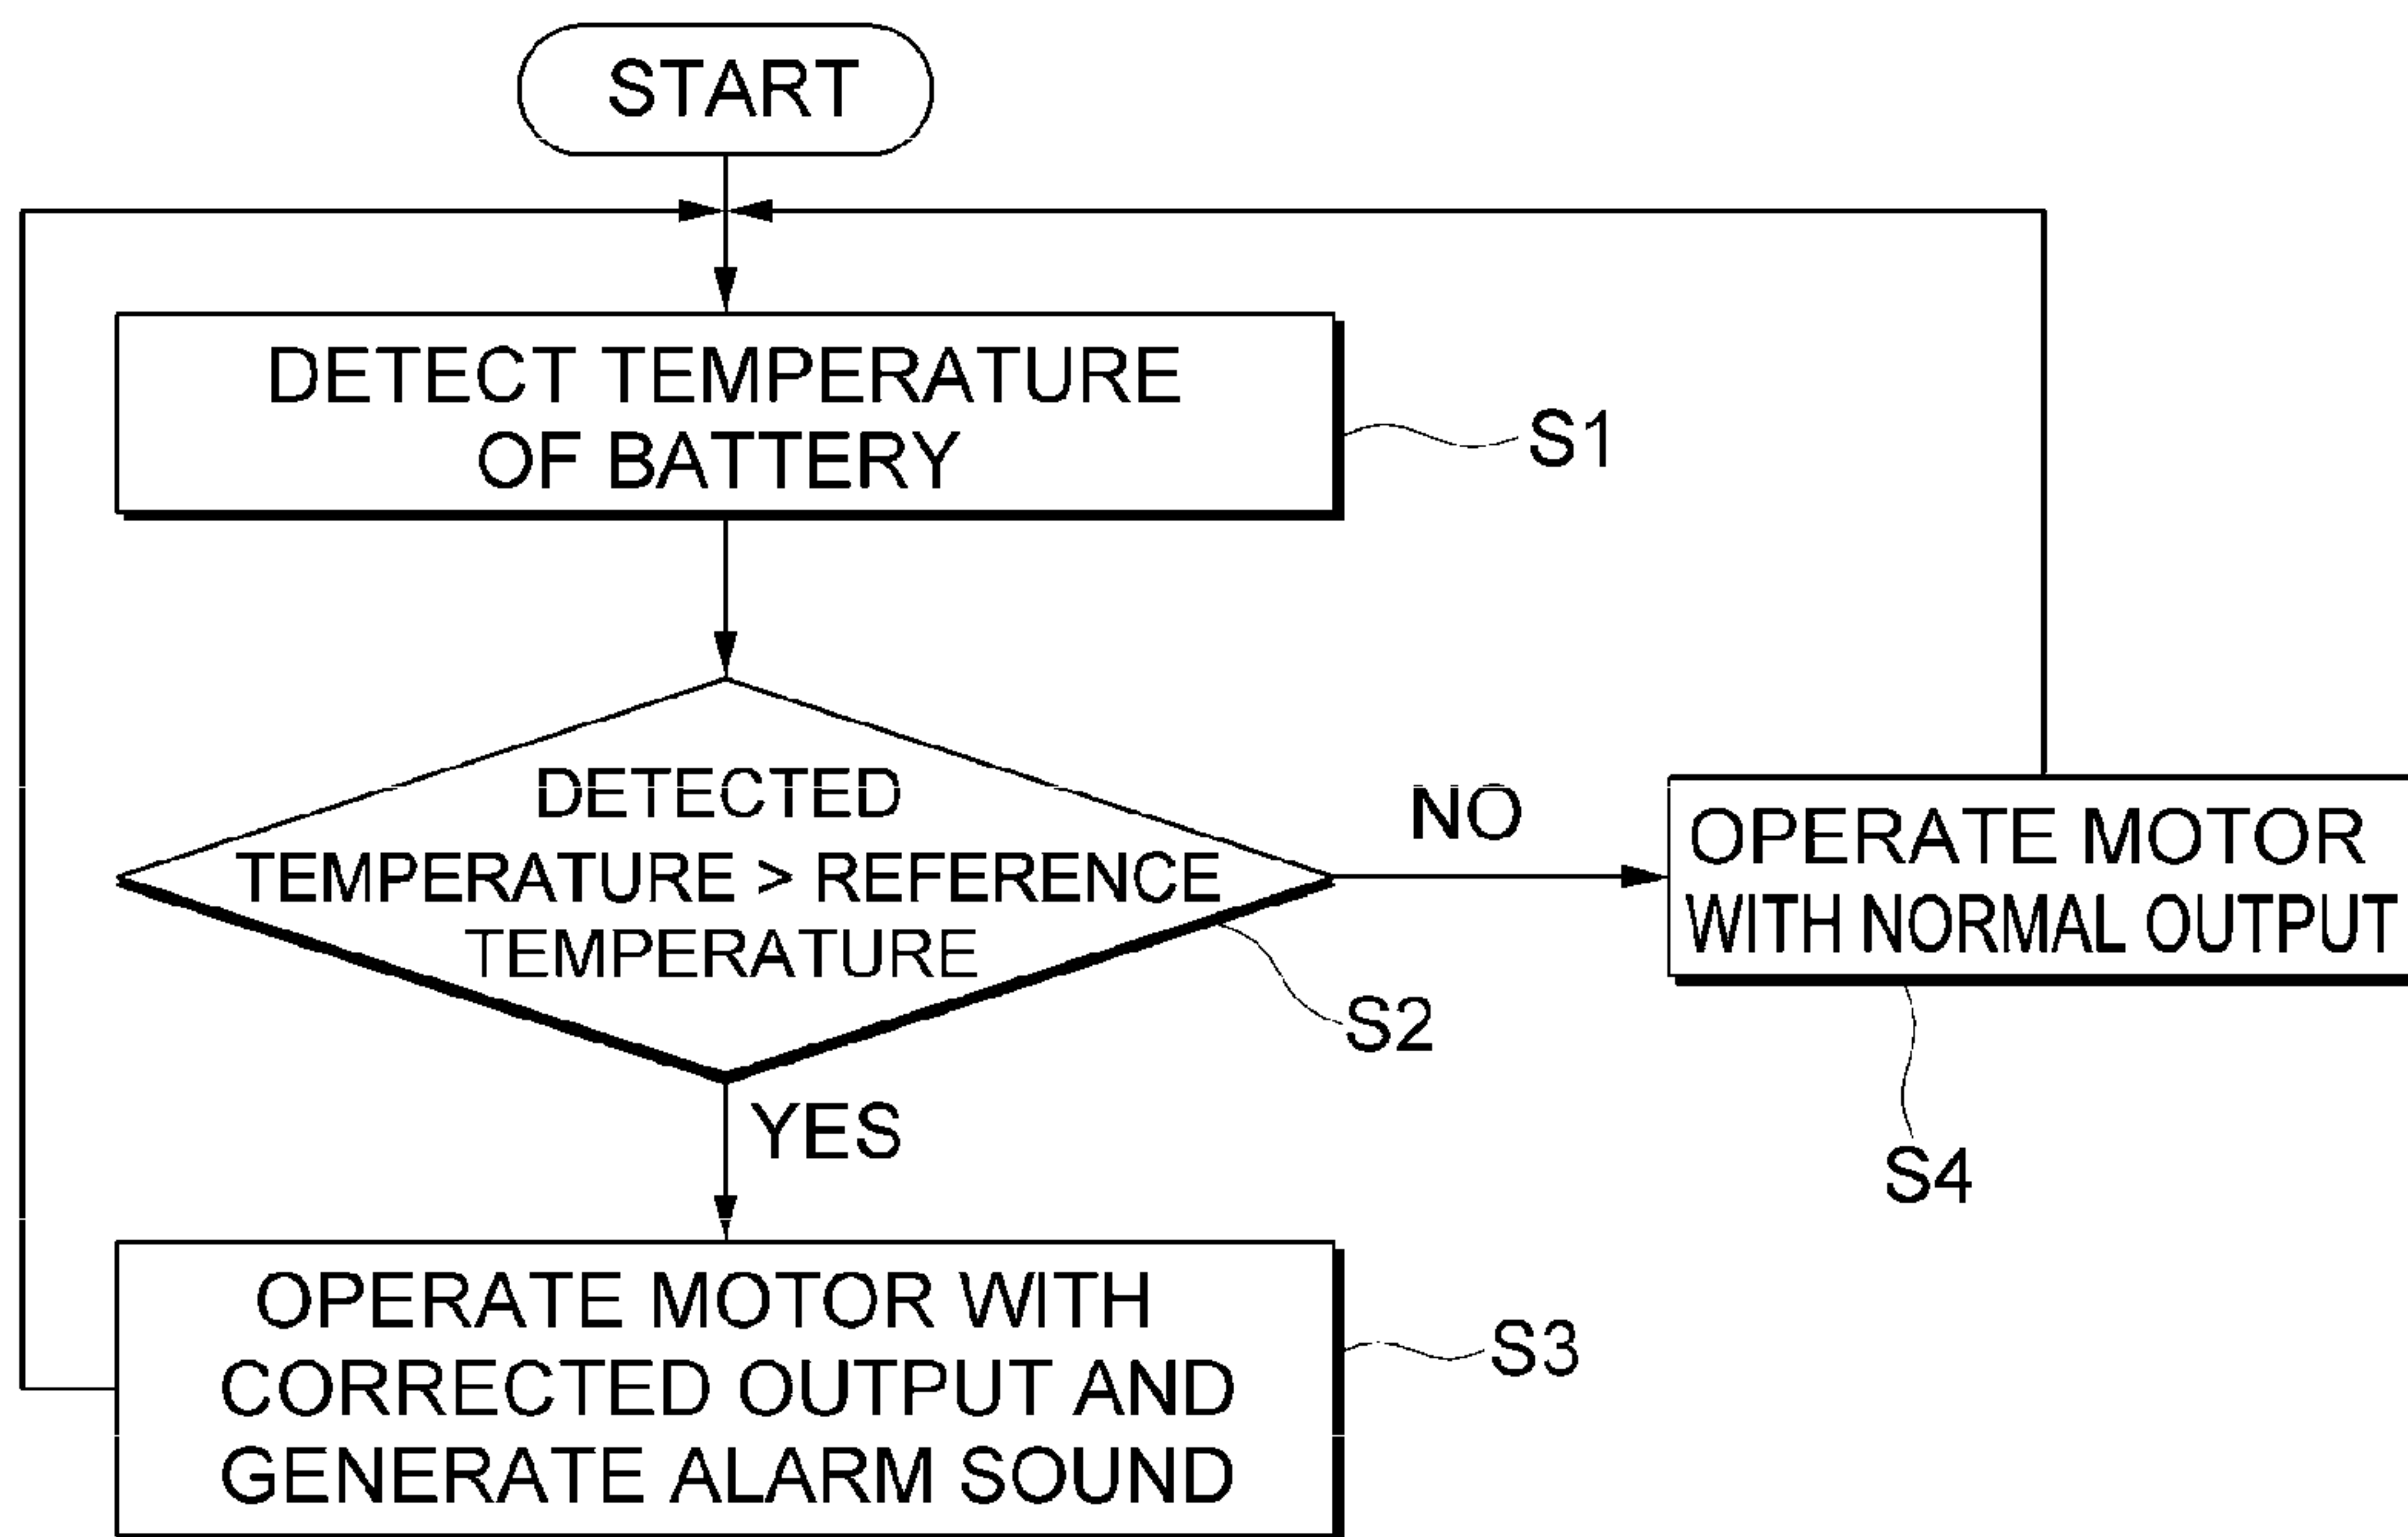 START
DETECT TEMPERATURE
OF BATTERY
S1
DETECTED
TEMPERATURE > REFERENCE
TEMPERATURE
S2
NO
OPERATE MOTOR
WITH NORMAL OUTPUT
S4
YES
OPERATE MOTOR WITH
CORRECTED OUTPUT AND
GENERATE ALARM SOUND
S3